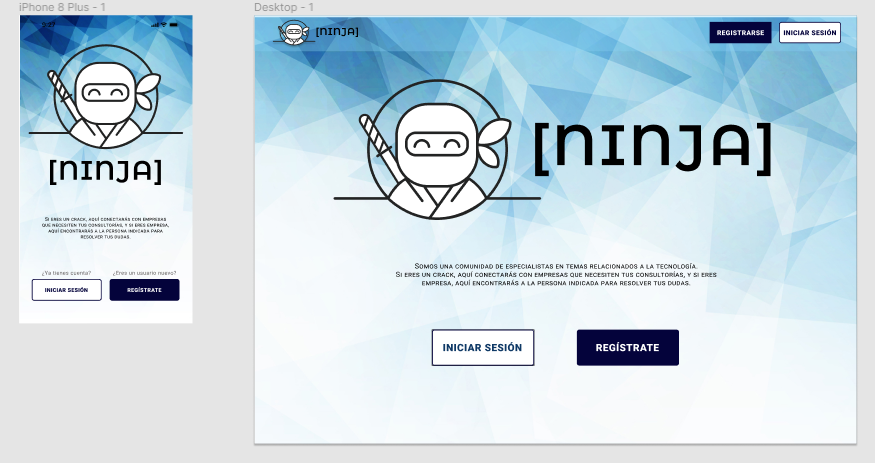 iPhone 8 Plus - 1
[NINJA]
Si eres un crack, aquí conectarás con empresas
que necesiten tus consultorías, y si eres empresa,
aquí encontrarás a la persona indicada para
resolver tus dudas.
¿Ya tienes cuenta? ¿Eres un usuario nuevo?
INICIAR SESIÓN REGÍSTRATE
Desktop - 1
[NINJA] REGISTRARSE INICIAR SESIÓN
[NINJA]
Somos una comunidad de especialistas en temas relacionados a la tecnología.
Si eres un crack, aquí conectarás con empresas que necesiten tus consultorías, y si eres
empresa, aquí encontrarás a la persona indicada para resolver tus dudas.
INICIAR SESIÓN REGÍSTRATE